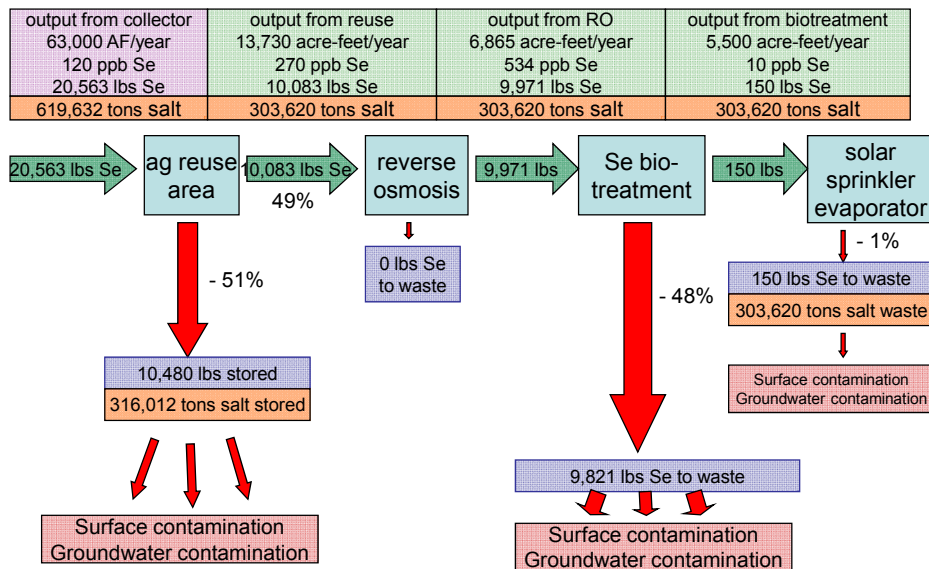 output from collector
63,000 AF/year
120 ppb Se
20,563 lbs Se
619,632 tons salt
output from reuse
13,730 acre-feet/year
270 ppb Se
10,083 lbs Se
303,620 tons salt
output from RO
6,865 acre-feet/year
534 ppb Se
9,971 lbs Se
303,620 tons salt
output from biotreatment
5,500 acre-feet/year
10 ppb Se
150 lbs Se
303,620 tons salt
20,563 lbs Se
ag reuse
area
10,083 lbs Se
49%
reverse
osmosis
9,971 lbs
Se bio-
treatment
150 lbs
solar
sprinkler
evaporator
- 51%
0 lbs Se
to waste
- 48%
- 1%
150 lbs Se to waste
303,620 tons salt waste
10,480 lbs stored
316,012 tons salt stored
Surface contamination
Groundwater contamination
9,821 lbs Se to waste
Surface contamination
Groundwater contamination
Surface contamination
Groundwater contamination